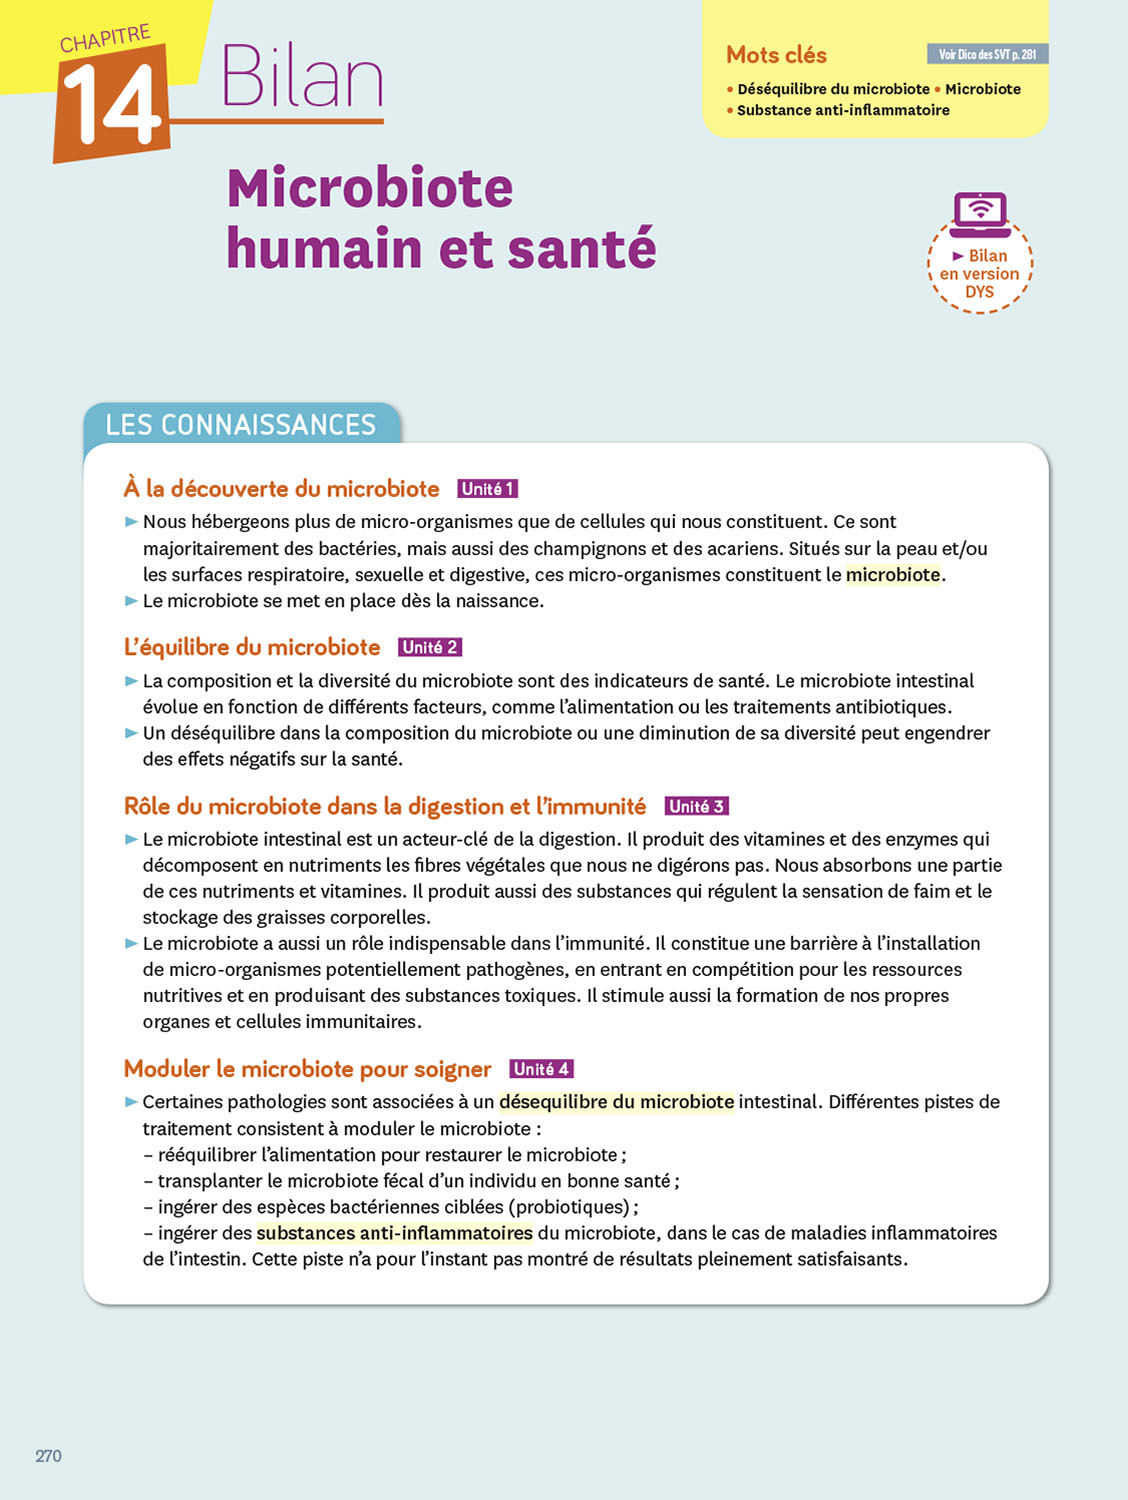 CHAPITRE
14
Bilan
Mots clés
Voir Dico des SVT p. 281
• Déséquilibre du microbiote • Microbiote
• Substance anti-inflammatoire
Microbiote
humain et santé
► Bilan
en version
DYS
LES CONNAISSANCES
À la découverte du microbiote Unité 1
► Nous hébergeons plus de micro-organismes que de cellules qui nous constituent. Ce sont
majoritairement des bactéries, mais aussi des champignons et des acariens. Situés sur la peau et/ou
les surfaces respiratoire, sexuelle et digestive, ces micro-organismes constituent le microbiote.
► Le microbiote se met en place dès la naissance.
L’équilibre du microbiote Unité 2
► La composition et la diversité du microbiote sont des indicateurs de santé. Le microbiote intestinal
évolue en fonction de différents facteurs, comme l’alimentation ou les traitements antibiotiques.
► Un déséquilibre dans la composition du microbiote ou une diminution de sa diversité peut engendrer
des effets négatifs sur la santé.
Rôle du microbiote dans la digestion et l’immunité Unité 3
► Le microbiote intestinal est un acteur-clé de la digestion. Il produit des vitamines et des enzymes qui
décomposent en nutriments les fibres végétales que nous ne digérons pas. Nous absorbons une partie
de ces nutriments et vitamines. Il produit aussi des substances qui régulent la sensation de faim et le
stockage des graisses corporelles.
► Le microbiote a aussi un rôle indispensable dans l’immunité. Il constitue une barrière à l’installation
de micro-organismes potentiellement pathogènes, en entrant en compétition pour les ressources
nutritives et en produisant des substances toxiques. Il stimule aussi la formation de nos propres
organes et cellules immunitaires.
Moduler le microbiote pour soigner Unité 4
► Certaines pathologies sont associées à un désequilibre du microbiote intestinal. Différentes pistes de
traitement consistent à moduler le microbiote :
– rééquilibrer l’alimentation pour restaurer le microbiote ;
– transplanter le microbiote fécal d’un individu en bonne santé ;
– ingérer des espèces bactériennes ciblées (probiotiques) ;
– ingérer des substances anti-inflammatoires du microbiote, dans le cas de maladies inflammatoires
de l’intestin. Cette piste n’a pour l’instant pas montré de résultats pleinement satisfaisants.
270